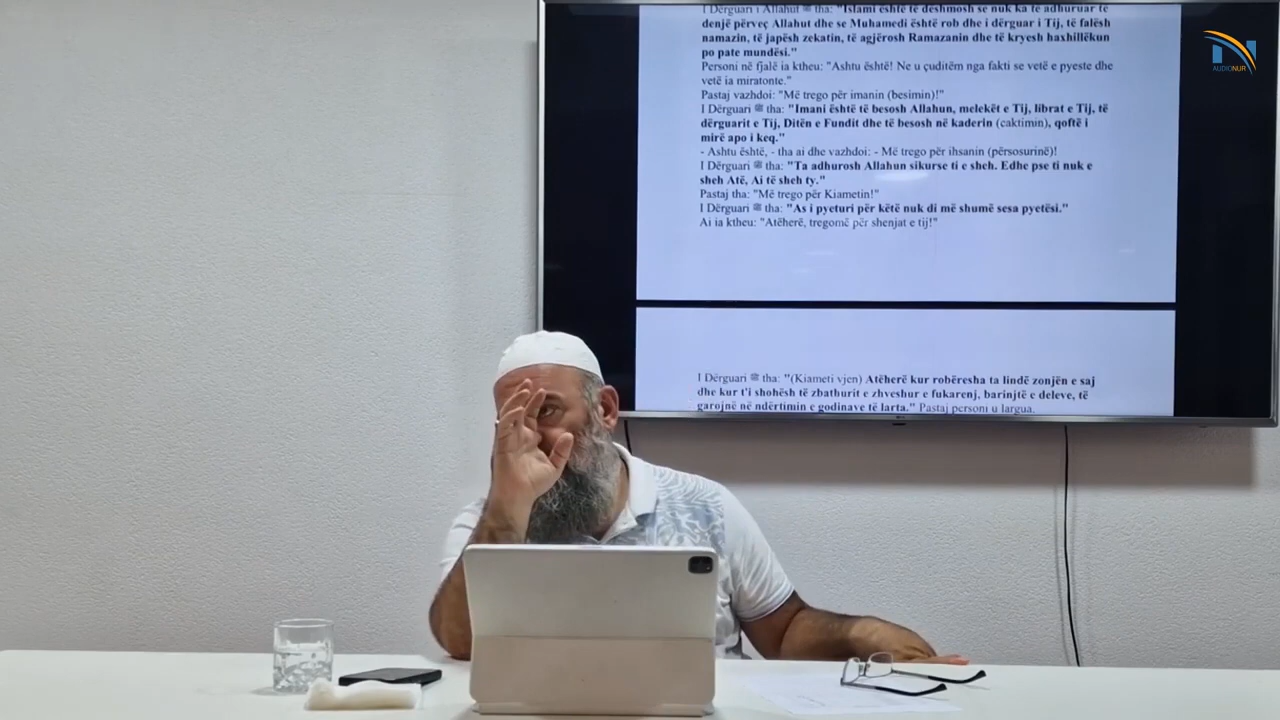 I Dërguari i Allahut ﷺ tha: "Islami është të dëshmosh se nuk ka të adhuruar të
denjë përveç Allahut dhe se Muhamedi është rob dhe i dërguar i Tij, të falësh
namazin, të japësh zekatin, të agjërosh Ramazanin dhe të kryesh haxhillëkun
po pate mundësi."
Personi në fjalë ia ktheu: "Ashtu është! Ne u çuditëm nga fakti se vetë e pyeste dhe
vetë ia miratonte."
Pastaj vazhdoi: "Më trego për imanin (besimin)!"
I Dërguari ﷺ tha: "Imani është të besosh Allahun, melekët e Tij, librat e Tij, të
dërguarit e Tij, Ditën e Fundit dhe të besosh në kaderin (caktimin), qoftë i
mirë apo i keq."
- Ashtu është, - tha ai dhe vazhdoi: - Më trego për ihsanin (përsosurinë)!
I Dërguari ﷺ tha: "Ta adhurosh Allahun sikurse ti e sheh. Edhe pse ti nuk e
sheh Atë, Ai të sheh ty."
Pastaj tha: "Më trego për Kiametin!"
I Dërguari ﷺ tha: "As i pyeturi për këtë nuk di më shumë sesa pyetësi."
Ai ia ktheu: "Atëherë, tregomë për shenjat e tij!"
I Dërguari ﷺ tha: "(Kiameti vjen) Atëherë kur robëresha ta lindë zonjën e saj
dhe kur t'i shohësh të zbathurit e zhveshur e fukarenj, barinjtë e deleve, të
garojnë në ndërtimin e godinave të larta." Pastaj personi u largua.
AUDIONUR